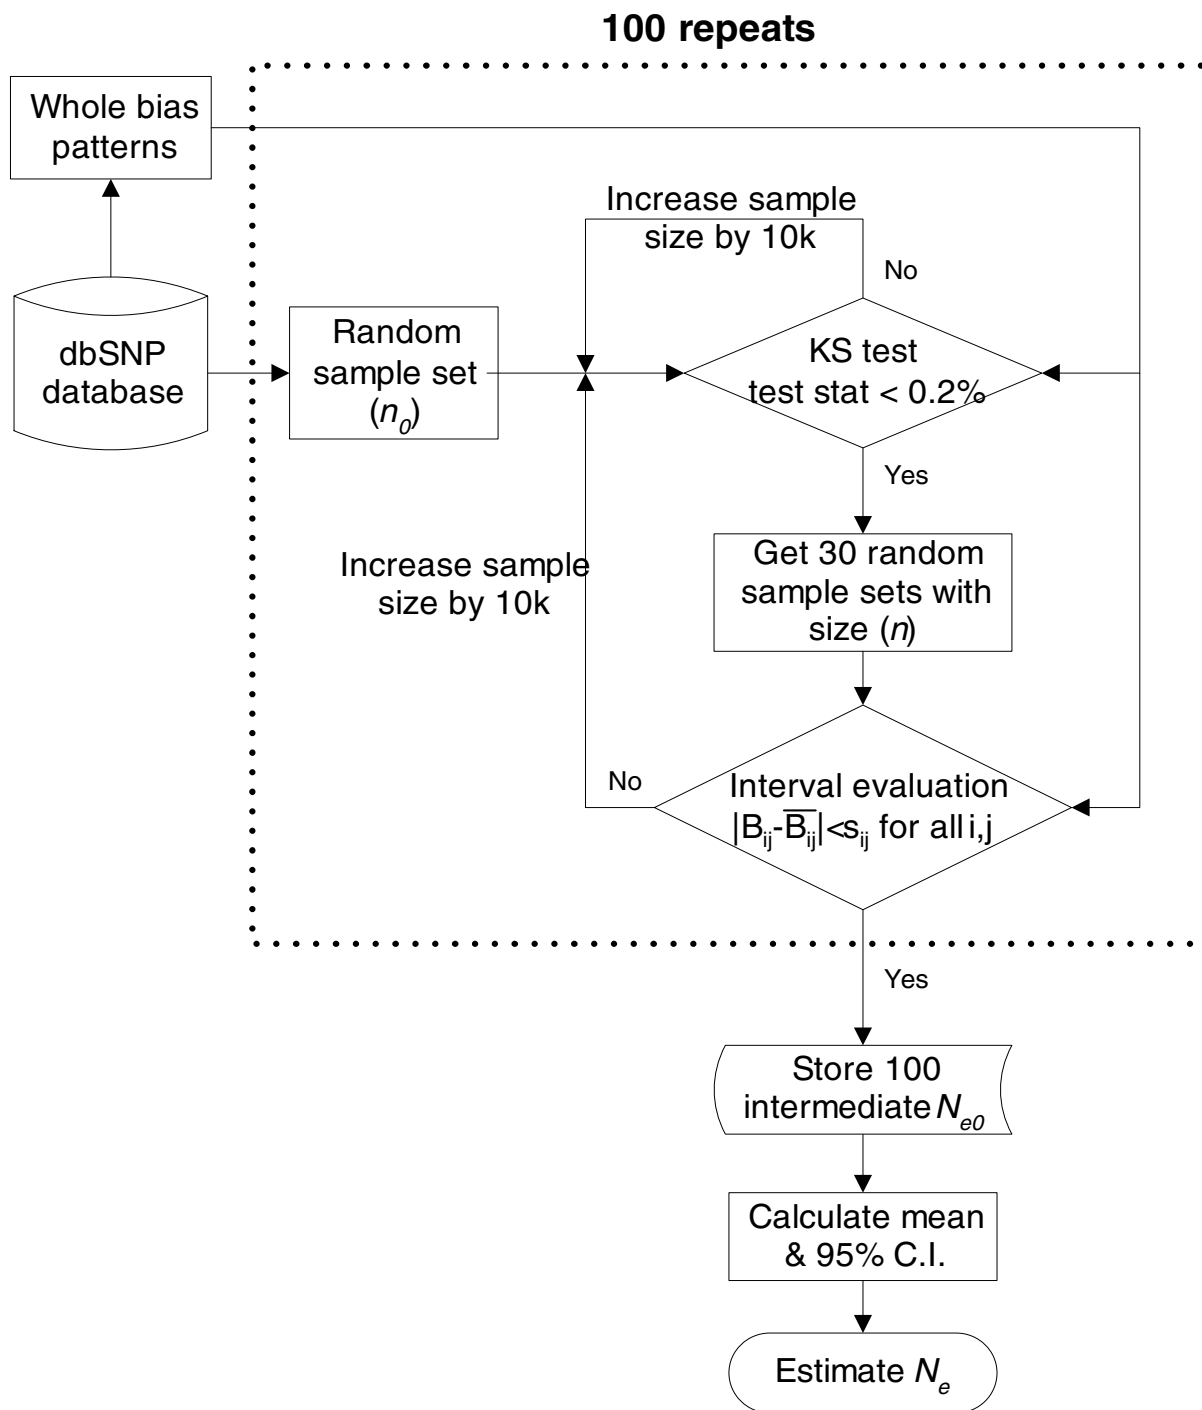 100 repeats
Whole bias
patterns
Increase sample
size by 10k
No
dbSNP
database
Random
sample set
(n0)
KS test
test stat < 0.2%
Yes
Increase sample
size by 10k
Get 30 random
sample sets with
size (n)
No
Interval evaluation
|Bij-B̅ij|<sij for all i,j
Yes
Store 100
intermediate Ne0
Calculate mean
& 95% C.I.
Estimate Ne